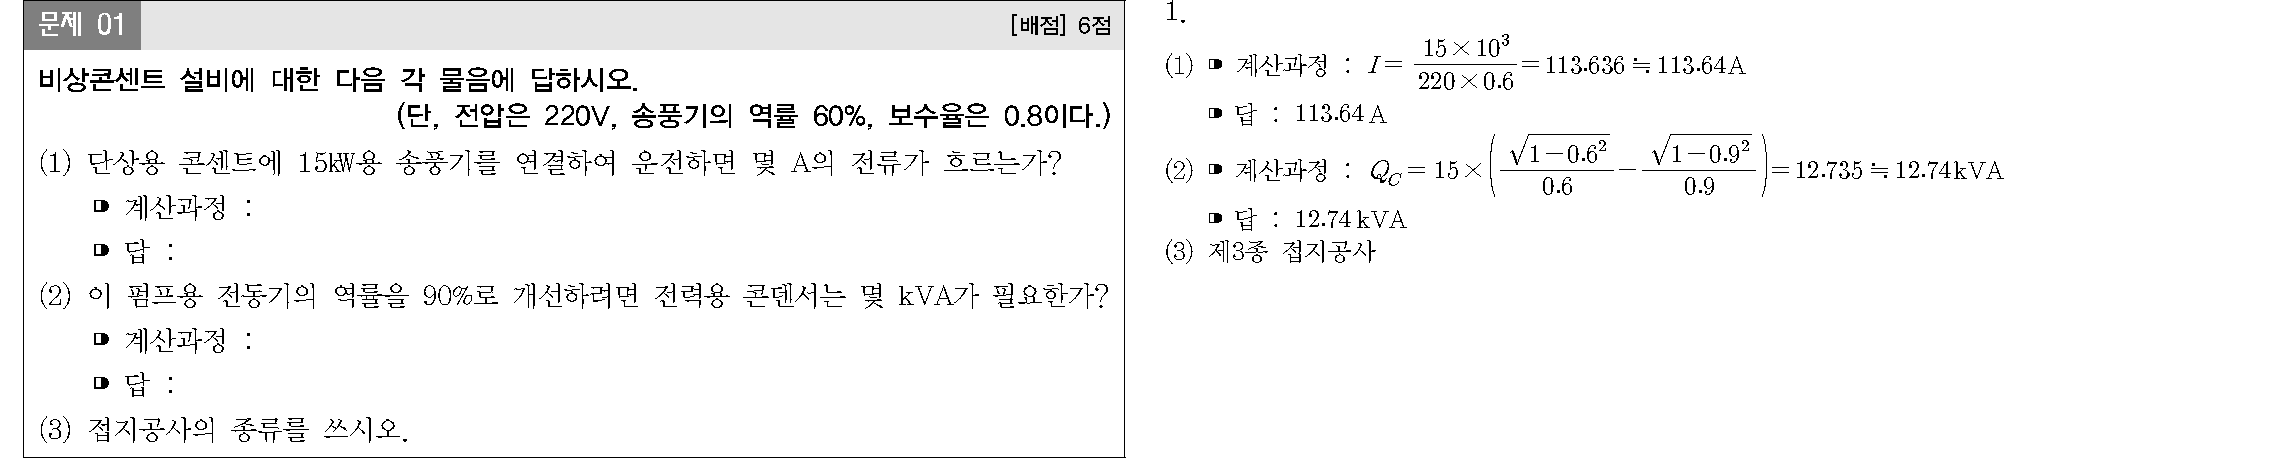 문제 01 [배점] 6점
비상콘센트 설비에 대한 다음 각 물음에 답하시오.
(단, 전압은 220V, 송풍기의 역률 60%, 보수율은 0.8이다.)
(1) 단상용 콘센트에 15kW용 송풍기를 연결하여 운전하면 몇 A의 전류가 흐르는가?
➠ 계산과정 :
➠ 답 :
(2) 이 펌프용 전동기의 역률을 90%로 개선하려면 전력용 콘덴서는 몇 kVA가 필요한가?
➠ 계산과정 :
➠ 답 :
(3) 접지공사의 종류를 쓰시오.
1.
(1) ➠ 계산과정 : I = \frac{15×10^3}{220×0.6} = 113.636 ≒ 113.64A
➠ 답 : 113.64 A
(2) ➠ 계산과정 : Q_C = 15 × ( \frac{\sqrt{1-0.6^2}}{0.6} - \frac{\sqrt{1-0.9^2}}{0.9} ) = 12.735 ≒ 12.74kVA
➠ 답 : 12.74 kVA
(3) 제3종 접지공사